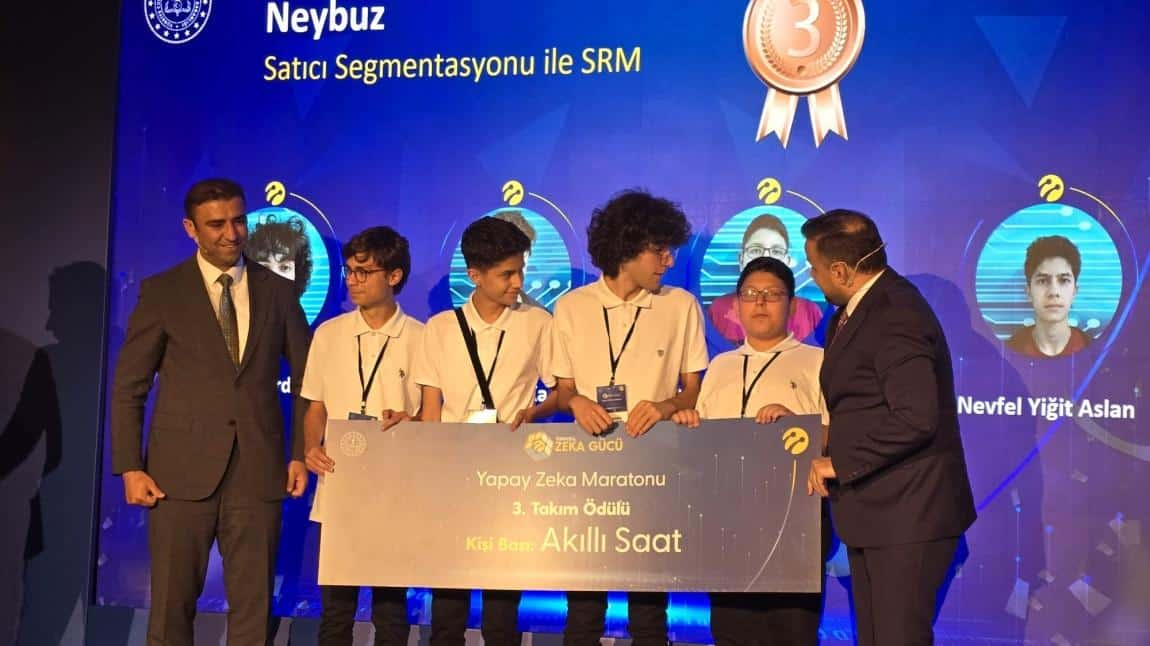 Neybuz
Satıcı Segmentasyonu ile SRM
3
Nevfel Yiğit Aslan
ZEKA GÜCÜ
Yapay Zeka Maratonu
3. Takım Ödülü
Kişi Başı: Akıllı Saat